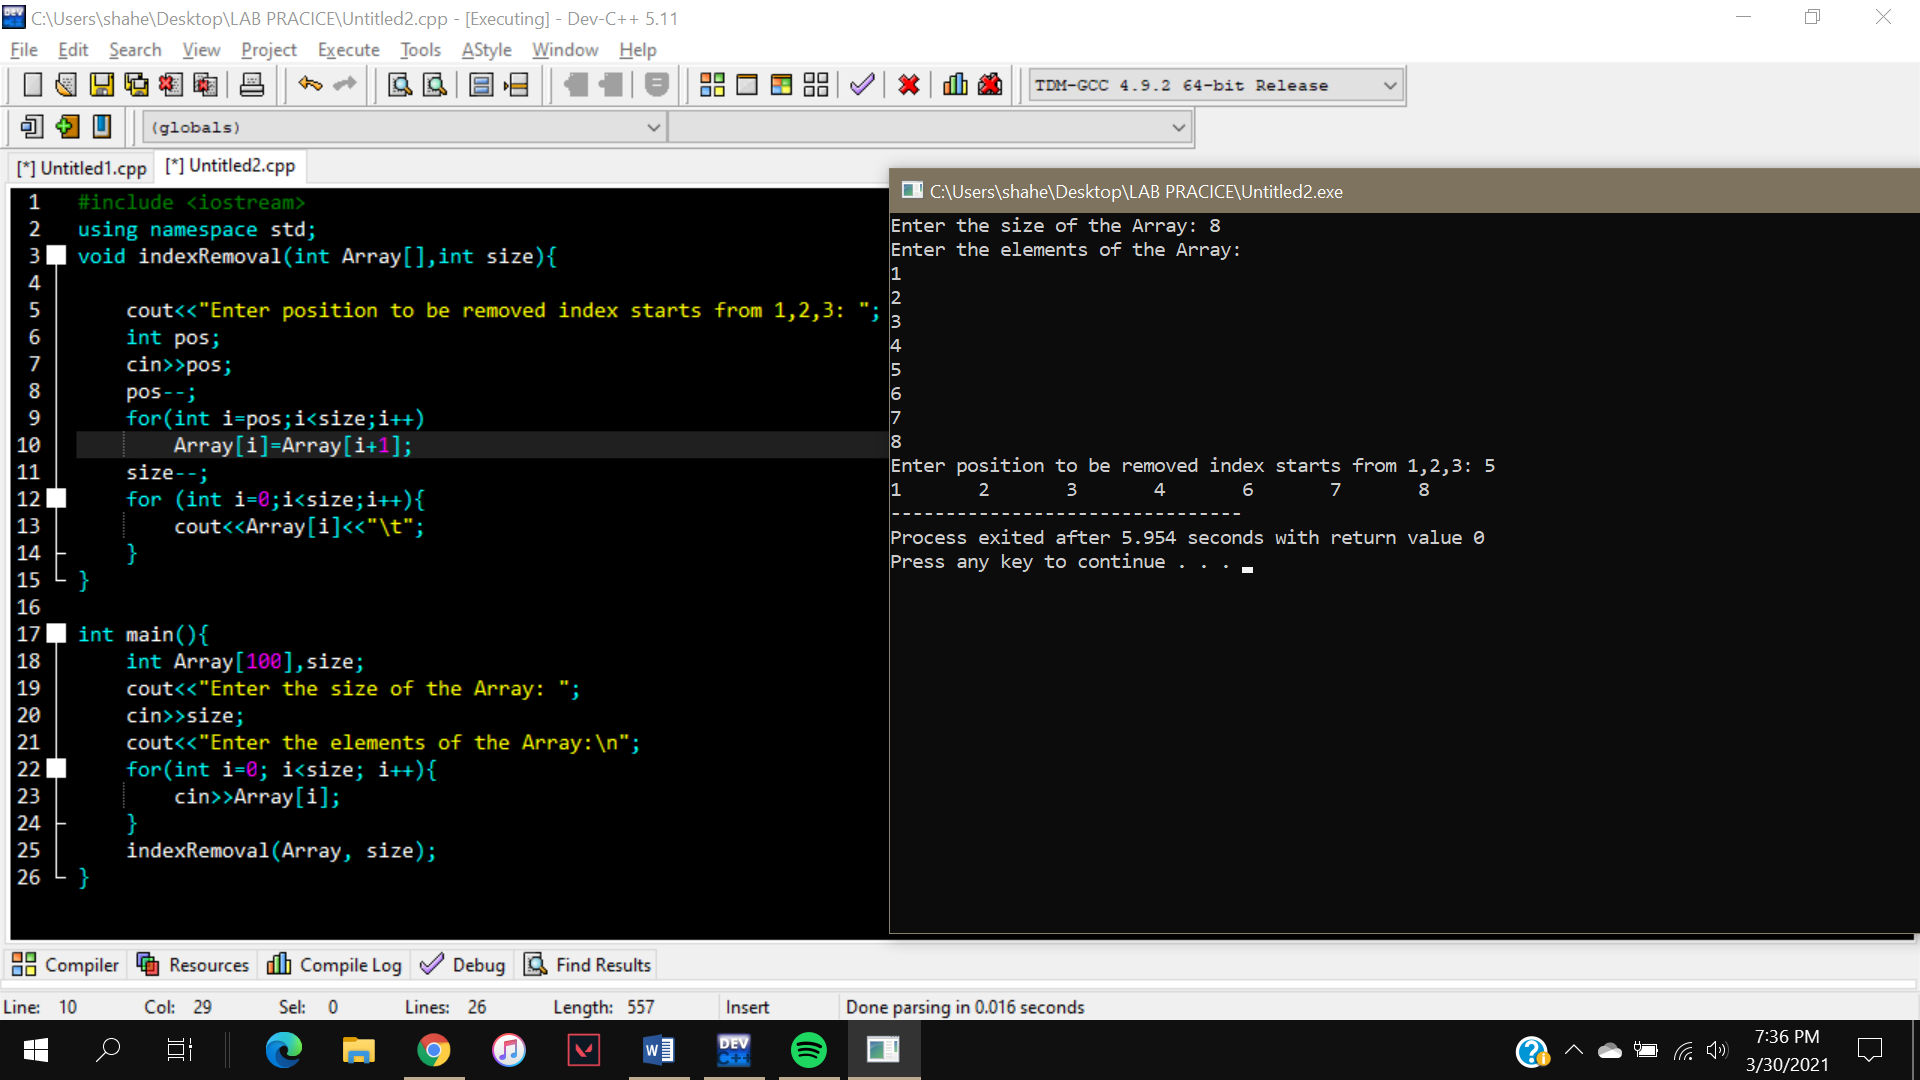 C:\Users\shahe\Desktop\LAB PRACICE\Untitled2.cpp - [Executing] - Dev-C++ 5.11
File Edit Search View Project Execute Tools AStyle Window Help
TDM-GCC 4.9.2 64-bit Release
(globals)
[*] Untitled1.cpp [*] Untitled2.cpp
1 #include <iostream>
2 using namespace std;
3 void indexRemoval(int Array[],int size){
4
5 cout<<"Enter position to be removed index starts from 1,2,3: ";
6 int pos;
7 cin>>pos;
8 pos--;
9 for(int i=pos;i<size;i++)
10 Array[i]=Array[i+1];
11 size--;
12 for (int i=0;i<size;i++){
13 cout<<Array[i]<<"\t";
14 }
15 }
16
17 int main(){
18 int Array[100],size;
19 cout<<"Enter the size of the Array: ";
20 cin>>size;
21 cout<<"Enter the elements of the Array:\n";
22 for(int i=0; i<size; i++){
23 cin>>Array[i];
24 }
25 indexRemoval(Array, size);
26 }
C:\Users\shahe\Desktop\LAB PRACICE\Untitled2.exe
Enter the size of the Array: 8
Enter the elements of the Array:
1
2
3
4
5
6
7
8
Enter position to be removed index starts from 1,2,3: 5
1 2 3 4 6 7 8
--------------------------------
Process exited after 5.954 seconds with return value 0
Press any key to continue . . .
Compiler Resources Compile Log Debug Find Results
Line: 10 Col: 29 Sel: 0 Lines: 26 Length: 557 Insert Done parsing in 0.016 seconds
DEV C++
7:36 PM
3/30/2021